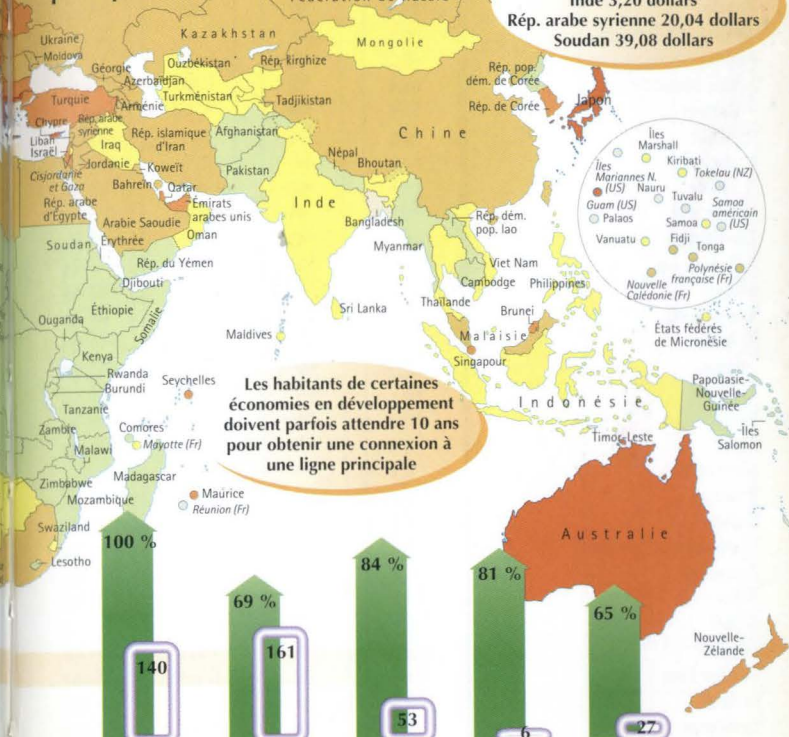 Inde 3,20 dollars
Rép. arabe syrienne 20,04 dollars
Soudan 39,08 dollars
Ukraine
Moldova
Kazakhstan
Mongolie
Géorgie
Ouzbékistan
Rép. kirghize
Azerbaïdjan
Turkménistan
Tadjikistan
Rép. pop.
dém. de Corée
Rép. de Corée
Japon
Turquie
Arménie
Chypre
Rép. arabe
syrienne
Liban
Israël
Iraq
Rép. islamique
d'Iran
Afghanistan
Chine
Jordanie
Koweït
Pakistan
Népal
Bhoutan
Cisjordanie
et Gaza
Bahreïn
Qatar
Rép. arabe
d'Égypte
Émirats
arabes unis
Inde
Arabie Saoudite
Oman
Bangladesh
Rép. dém.
pop. lao
Soudan
Érythrée
Myanmar
Rép. du Yémen
Viet Nam
Djibouti
Cambodge
Philippines
Thaïlande
Éthiopie
Somalie
Sri Lanka
Brunei
Ouganda
Maldives
Malaisie
Kenya
Singapour
Rwanda
Burundi
Seychelles
Tanzanie
Indonésie
Îles
Marshall
Kiribati
Îles
Mariannes N.
(US)
Nauru
Tokelau (NZ)
Guam (US)
Tuvalu
Samoa
américain
(US)
Palaos
Samoa
Vanuatu
Fidji
Tonga
Polynésie
française (Fr)
Nouvelle
Calédonie (Fr)
États fédérés
de Micronésie
Papouasie-
Nouvelle-
Guinée
Îles
Salomon
Timor-Leste
Les habitants de certaines
économies en développement
doivent parfois attendre 10 ans
pour obtenir une connexion à
une ligne principale
Zambie
Comores
Mayotte (Fr)
Malawi
Zimbabwe
Madagascar
Mozambique
Maurice
Réunion (Fr)
Swaziland
Lesotho
Australie
Nouvelle-
Zélande
100 %
69 %
84 %
81 %
65 %
140
161
53
6
27